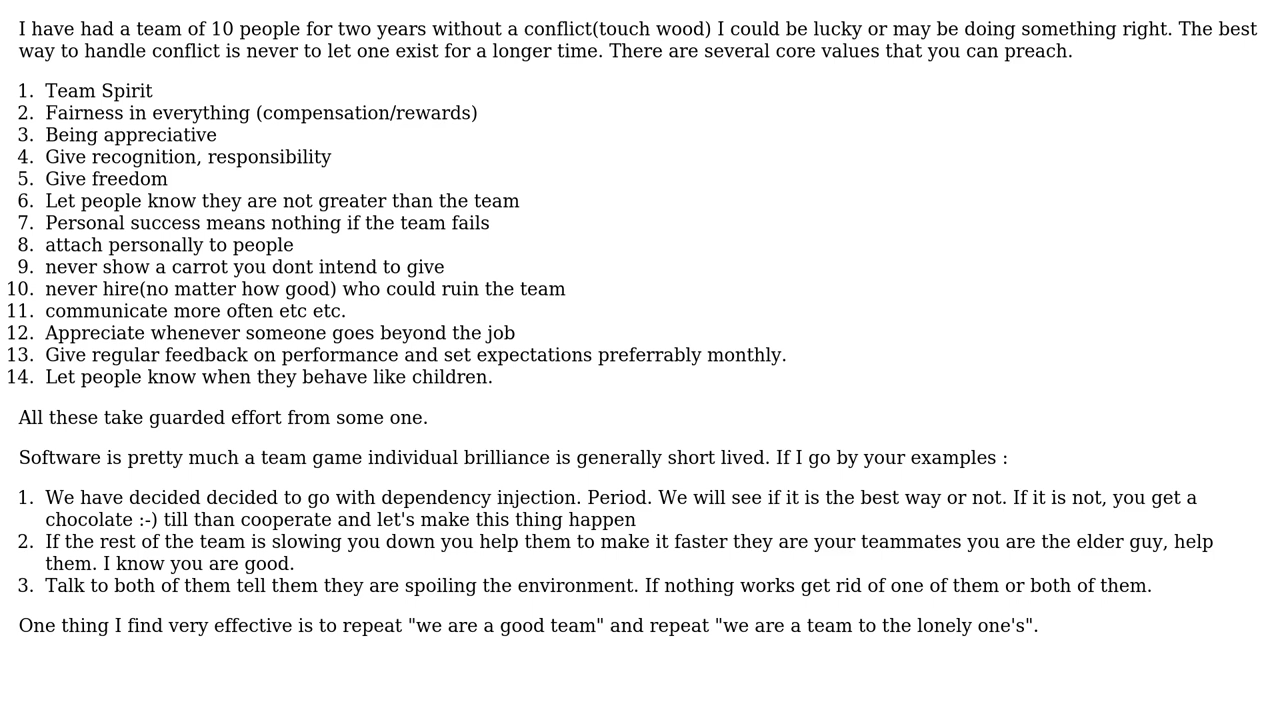 I have had a team of 10 people for two years without a conflict(touch wood) I could be lucky or may be doing something right. The best
way to handle conflict is never to let one exist for a longer time. There are several core values that you can preach.
1. Team Spirit
2. Fairness in everything (compensation/rewards)
3. Being appreciative
4. Give recognition, responsibility
5. Give freedom
6. Let people know they are not greater than the team
7. Personal success means nothing if the team fails
8. attach personally to people
9. never show a carrot you dont intend to give
10. never hire(no matter how good) who could ruin the team
11. communicate more often etc etc.
12. Appreciate whenever someone goes beyond the job
13. Give regular feedback on performance and set expectations preferrably monthly.
14. Let people know when they behave like children.
All these take guarded effort from some one.
Software is pretty much a team game individual brilliance is generally short lived. If I go by your examples :
1. We have decided decided to go with dependency injection. Period. We will see if it is the best way or not. If it is not, you get a
chocolate :-) till than cooperate and let's make this thing happen
2. If the rest of the team is slowing you down you help them to make it faster they are your teammates you are the elder guy, help
them. I know you are good.
3. Talk to both of them tell them they are spoiling the environment. If nothing works get rid of one of them or both of them.
One thing I find very effective is to repeat "we are a good team" and repeat "we are a team to the lonely one's".